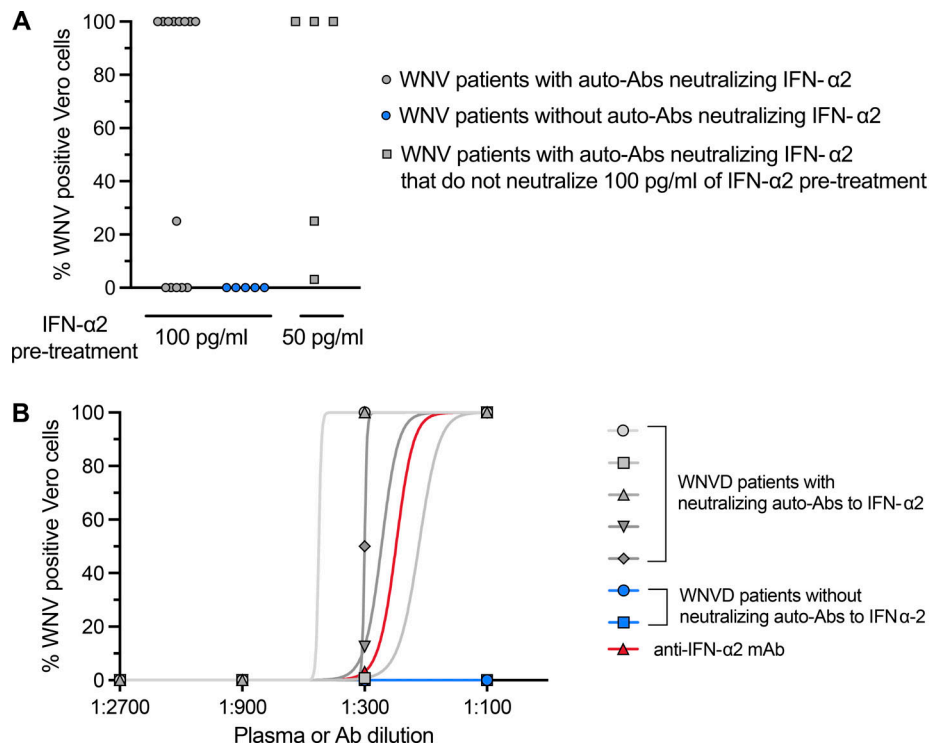 A
100
80
60
40
20
0
% WNV positive Vero cells
IFN-α2
pre-treatment
100 pg/ml
50 pg/ml
WNV patients with auto-Abs neutralizing IFN- α2
WNV patients without auto-Abs neutralizing IFN- α2
WNV patients with auto-Abs neutralizing IFN- α2
that do not neutralize 100 pg/ml of IFN-α2 pre-treatment
B
100
80
60
40
20
0
% WNV positive Vero cells
1:2700
1:900
1:300
1:100
Plasma or Ab dilution
WNVD patients with
neutralizing auto-Abs to IFN- α2
WNVD patients without
neutralizing auto-Abs to IFNα-2
anti-IFN-α2 mAb